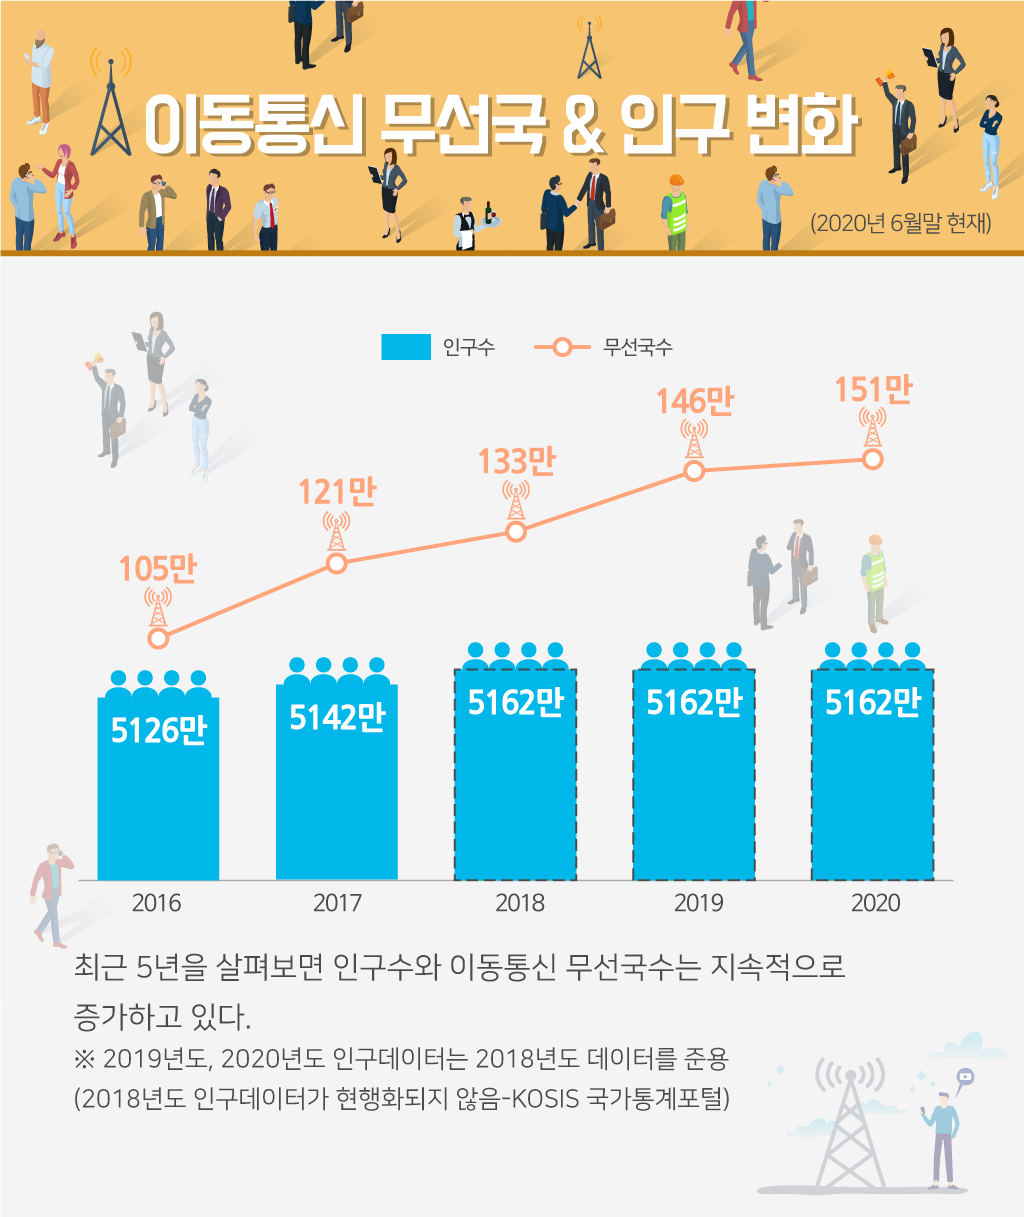 이동통신 무선국 & 인구 변화
(2020년 6월말 현재)
인구수
무선국수
105만
121만
133만
146만
151만
5126만
5142만
5162만
5162만
5162만
2016
2017
2018
2019
2020
최근 5년을 살펴보면 인구수와 이동통신 무선국수는 지속적으로
증가하고 있다.
※ 2019년도, 2020년도 인구데이터는 2018년도 데이터를 준용
(2018년도 인구데이터가 현행화되지 않음-KOSIS 국가통계포털)